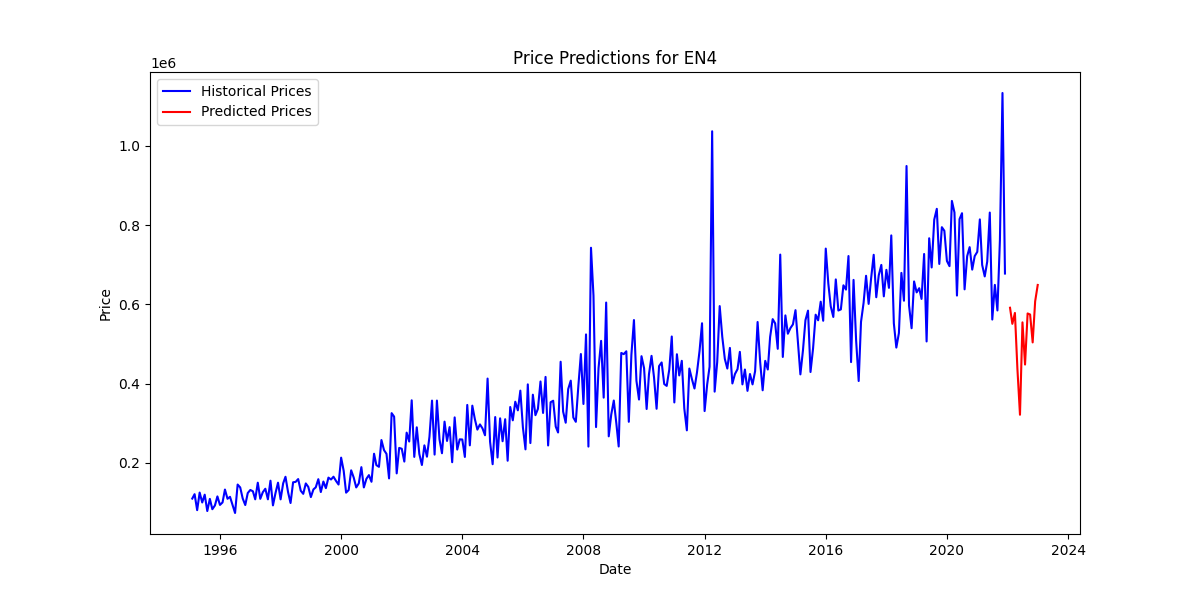 Price Predictions for EN4
1e6
Historical Prices
Predicted Prices
1.0
0.8
0.6
0.4
0.2
Price
1996 2000 2004 2008 2012 2016 2020 2024
Date